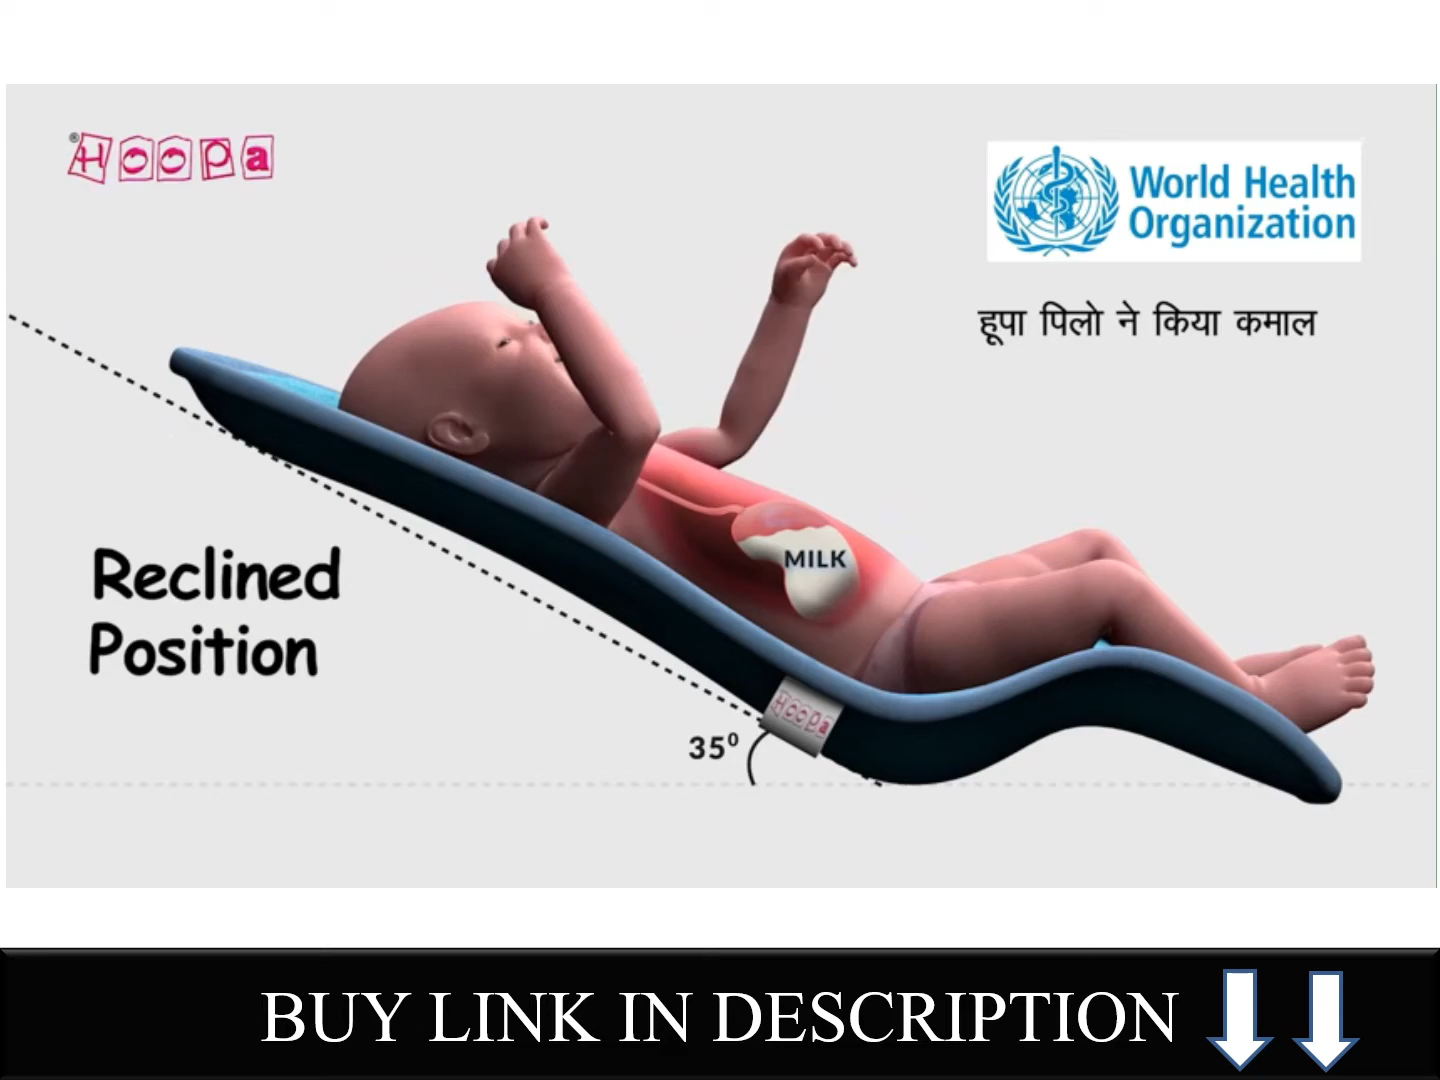 Hoopa
World Health
Organization
हूपा पिलो ने किया कमाल
MILK
Reclined
Position
Hoopa
35⁰
BUY LINK IN DESCRIPTION